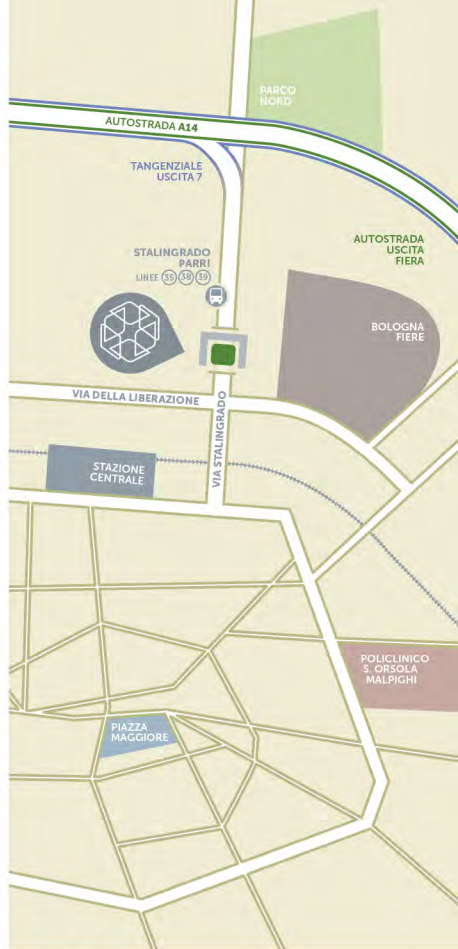 PARCO
NORD
AUTOSTRADA A14
TANGENZIALE
USCITA 7
AUTOSTRADA
USCITA
FIERA
STALINGRADO
PARRI
LINEE 35 38 39
BOLOGNA
FIERE
VIA DELLA LIBERAZIONE
VIA STALINGRADO
STAZIONE
CENTRALE
POLICLINICO
S. ORSOLA
MALPIGHI
PIAZZA
MAGGIORE